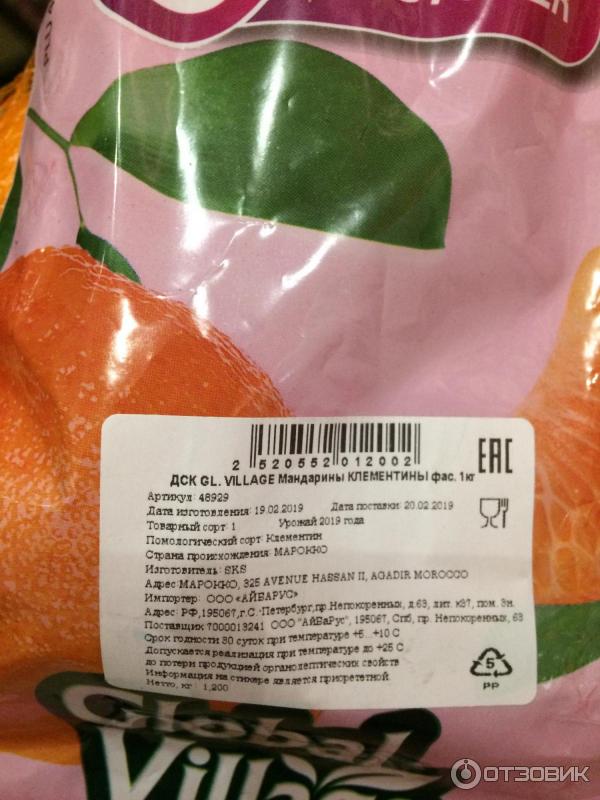 2 520552 012002
EAC
ДСК GL. VILLAGE Мандарины КЛЕМЕНТИНЫ фас. 1кг
Артикул: 48929
Дата изготовления: 19.02.2019 Дата поставки: 20.02.2019
Товарный сорт: 1 Урожай 2019 года
Помологический сорт: Клементин
Страна происхождения: МАРОККО
Изготовитель: SKS
Адрес:МАРОККО, 325 AVENUE HASSAN II, AGADIR MOROCCO
Импортер: ООО «АЙБАРУС»
Адрес: РФ,195067,г.С.-Петербург,пр.Непокоренных, д.63, лит. к37, пом. 3н.
Поставщик: 7000013241 ООО "АйБаРус", 195067, Спб, пр. Непокоренных, 63
Срок годности 30 суток при температуре +5...+10 С
Допускается реализация при температуре до +25 С
до потери продукцией органолептических свойств
Информация на стикере является приорететной
Нетто, кг : 1,200
5
PP
Global
Villag
ОТЗОВИК